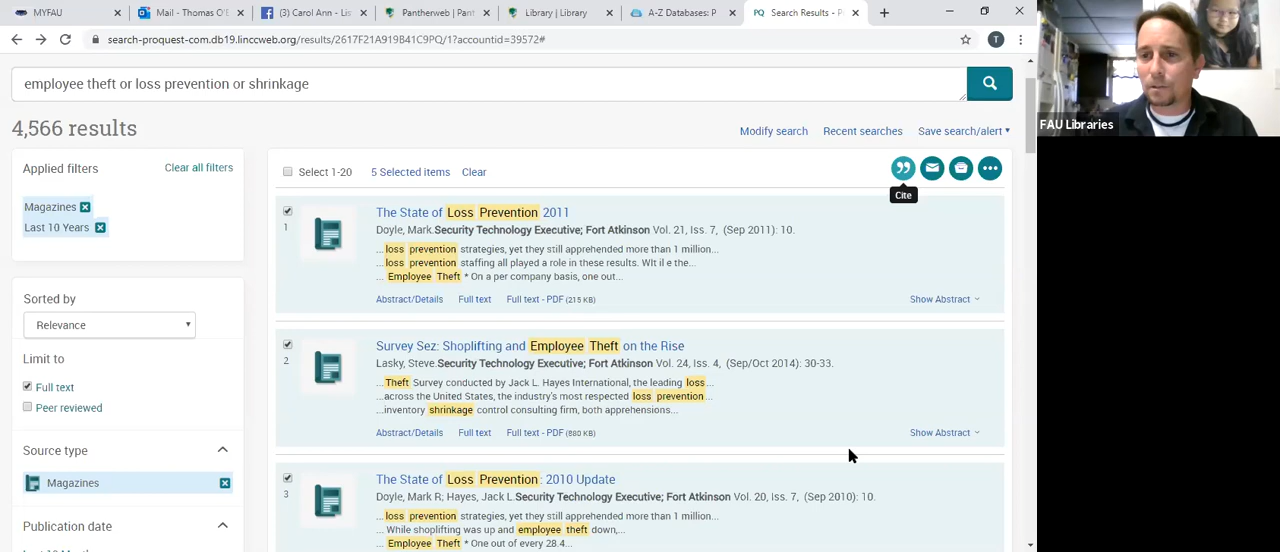 MYFAU
Mail - Thomas O'E
(3) Carol Ann - Lis
Pantherweb | Pant
Library | Library
A-Z Databases: P
PQ Search Results - P
search-proquest-com.db19.linccweb.org/results/2617F21A919B41C9PQ/1?accountid=39572#
T
employee theft or loss prevention or shrinkage
FAU Libraries
4,566 results
Modify search
Recent searches
Save search/alert
Applied filters
Clear all filters
Magazines
Last 10 Years
Sorted by
Relevance
Limit to
Full text
Peer reviewed
Source type
Magazines
Publication date
Select 1-20
5 Selected items
Clear
Cite
1
The State of Loss Prevention 2011
Doyle, Mark.Security Technology Executive; Fort Atkinson Vol. 21, Iss. 7, (Sep 2011): 10.
...loss prevention strategies, yet they still apprehended more than 1 million...
...loss prevention staffing all played a role in these results. WIt il e the...
... Employee Theft * On a per company basis, one out...
Abstract/Details
Full text
Full text - PDF (215 KB)
Show Abstract
2
Survey Sez: Shoplifting and Employee Theft on the Rise
Lasky, Steve.Security Technology Executive; Fort Atkinson Vol. 24, Iss. 4, (Sep/Oct 2014): 30-33.
...Theft Survey conducted by Jack L. Hayes International, the leading loss...
...across the United States, the industry's most respected loss prevention...
...inventory shrinkage control consulting firm, both apprehensions...
Abstract/Details
Full text
Full text - PDF (880 KB)
Show Abstract
3
The State of Loss Prevention: 2010 Update
Doyle, Mark R; Hayes, Jack L.Security Technology Executive; Fort Atkinson Vol. 20, Iss. 7, (Sep 2010): 10.
...loss prevention strategies, yet they still apprehended more than 1 million...
... While shoplifting was up and employee theft down,...
... Employee Theft * One out of every 28.4...